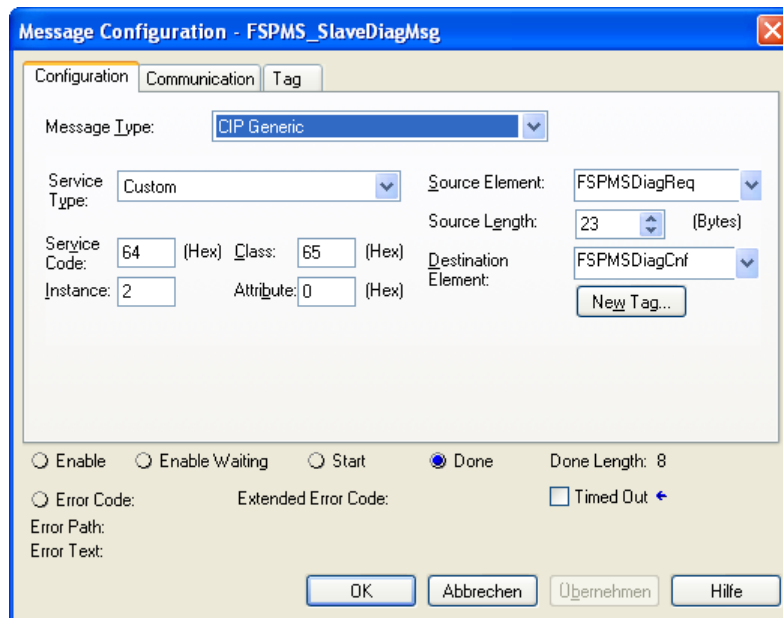 Message Configuration - FSPMS_SlaveDiagMsg
Configuration Communication Tag
Message Type: CIP Generic
Service Type: Custom
Source Element: FSPMSDiagReq
Source Length: 23 (Bytes)
Service Code: 64 (Hex) Class: 65 (Hex)
Destination Element: FSPMSDiagCnf
Instance: 2 Attribute: 0 (Hex)
New Tag...
Enable Enable Waiting Start Done Done Length: 8
Error Code: Extended Error Code: Timed Out
Error Path:
Error Text:
OK Abbrechen Übernehmen Hilfe